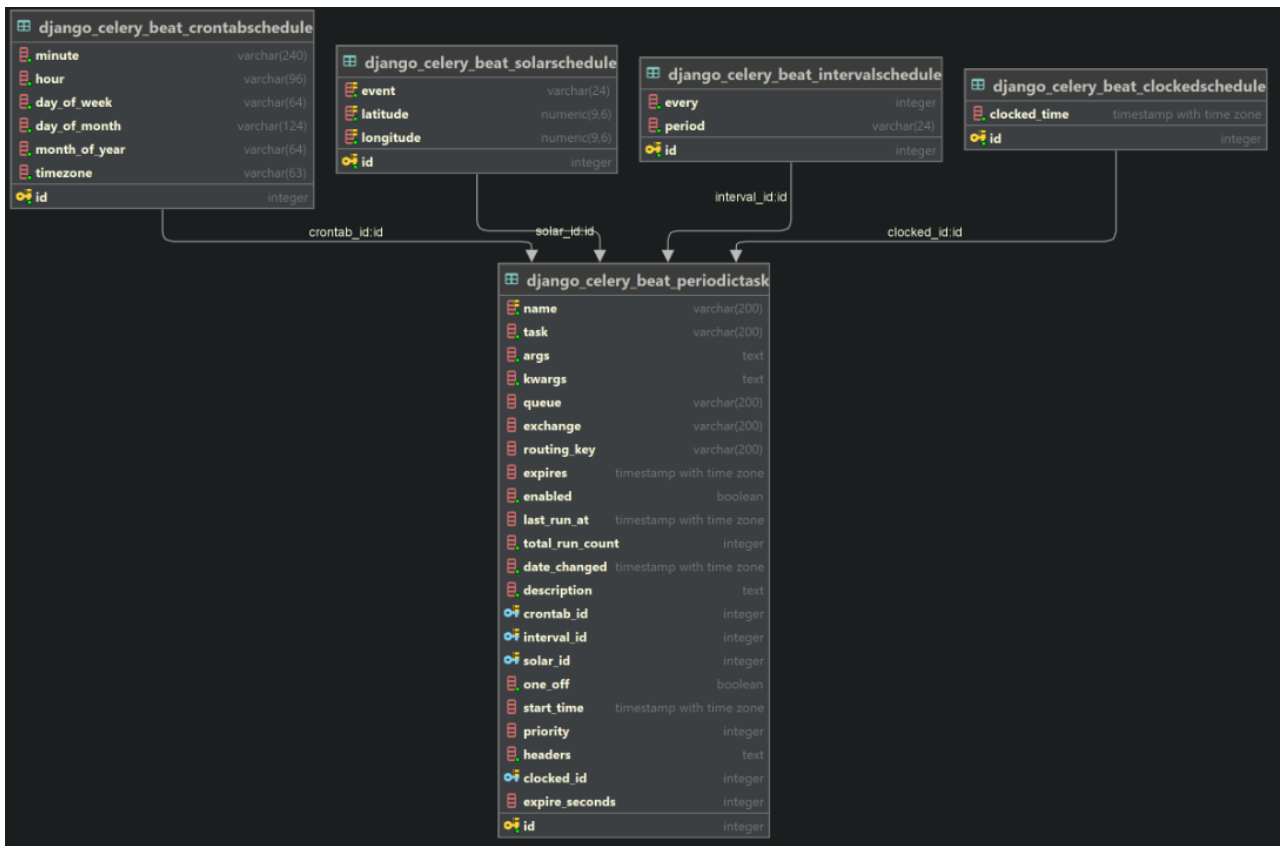 django_celery_beat_crontabschedule
minute varchar(240)
hour varchar(96)
day_of_week varchar(64)
day_of_month varchar(124)
month_of_year varchar(64)
timezone varchar(63)
id integer
django_celery_beat_solarschedule
event varchar(24)
latitude numeric(9,6)
longitude numeric(9,6)
id integer
django_celery_beat_intervalschedule
every integer
period varchar(24)
id integer
django_celery_beat_clockedschedule
clocked_time timestamp with time zone
id integer
crontab_id:id
solar_id:id
interval_id:id
clocked_id:id
django_celery_beat_periodictask
name varchar(200)
task varchar(200)
args text
kwargs text
queue varchar(200)
exchange varchar(200)
routing_key varchar(200)
expires timestamp with time zone
enabled boolean
last_run_at timestamp with time zone
total_run_count integer
date_changed timestamp with time zone
description text
crontab_id integer
interval_id integer
solar_id integer
one_off boolean
start_time timestamp with time zone
priority integer
headers text
clocked_id integer
expire_seconds integer
id integer